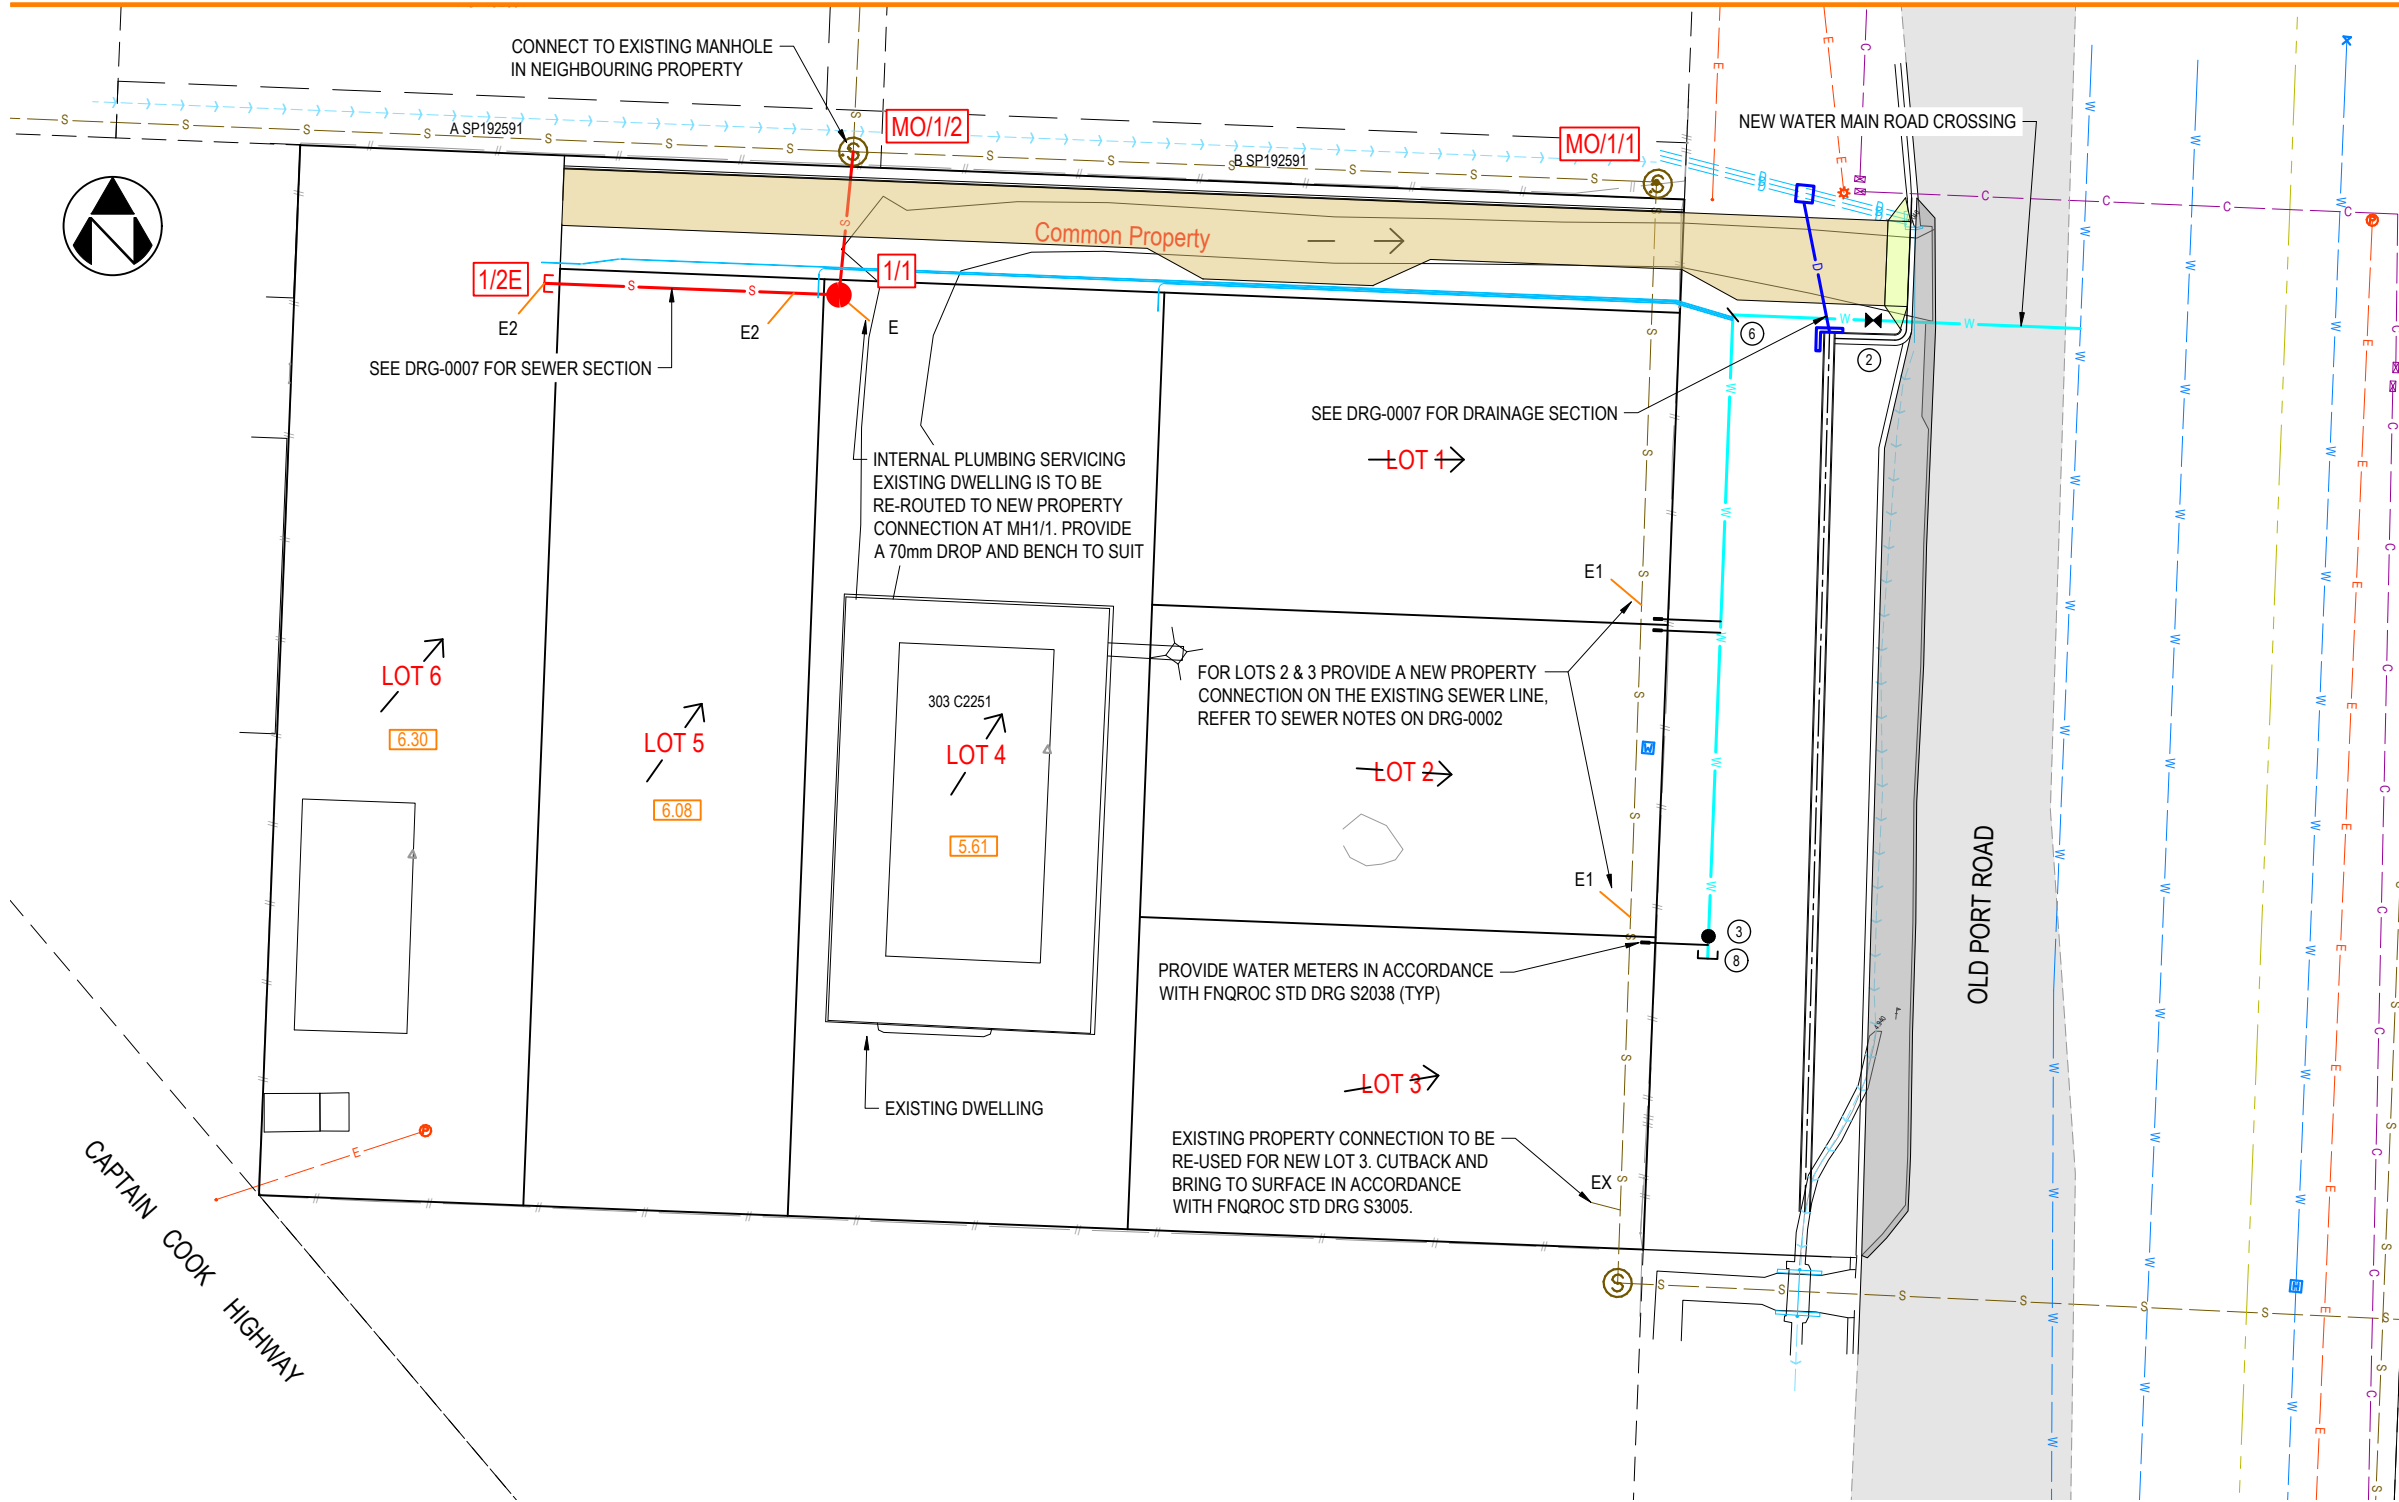 CONNECT TO EXISTING MANHOLE
IN NEIGHBOURING PROPERTY
A SP192591
MO/1/2
B SP192591
MO/1/1
NEW WATER MAIN ROAD CROSSING
Common Property
1/2E
1/1
E2
E2
E
SEE DRG-0007 FOR SEWER SECTION
6
2
SEE DRG-0007 FOR DRAINAGE SECTION
INTERNAL PLUMBING SERVICING
EXISTING DWELLING IS TO BE
RE-ROUTED TO NEW PROPERTY
CONNECTION AT MH1/1. PROVIDE
A 70mm DROP AND BENCH TO SUIT
LOT 1
E1
LOT 6
6.30
LOT 5
6.08
303 C2251
LOT 4
5.61
FOR LOTS 2 & 3 PROVIDE A NEW PROPERTY
CONNECTION ON THE EXISTING SEWER LINE,
REFER TO SEWER NOTES ON DRG-0002
LOT 2
E1
3
8
PROVIDE WATER METERS IN ACCORDANCE
WITH FNQROC STD DRG S2038 (TYP)
OLD PORT ROAD
LOT 3
EXISTING DWELLING
EXISTING PROPERTY CONNECTION TO BE
RE-USED FOR NEW LOT 3. CUTBACK AND
BRING TO SURFACE IN ACCORDANCE
WITH FNQROC STD DRG S3005.
EX
CAPTAIN COOK HIGHWAY